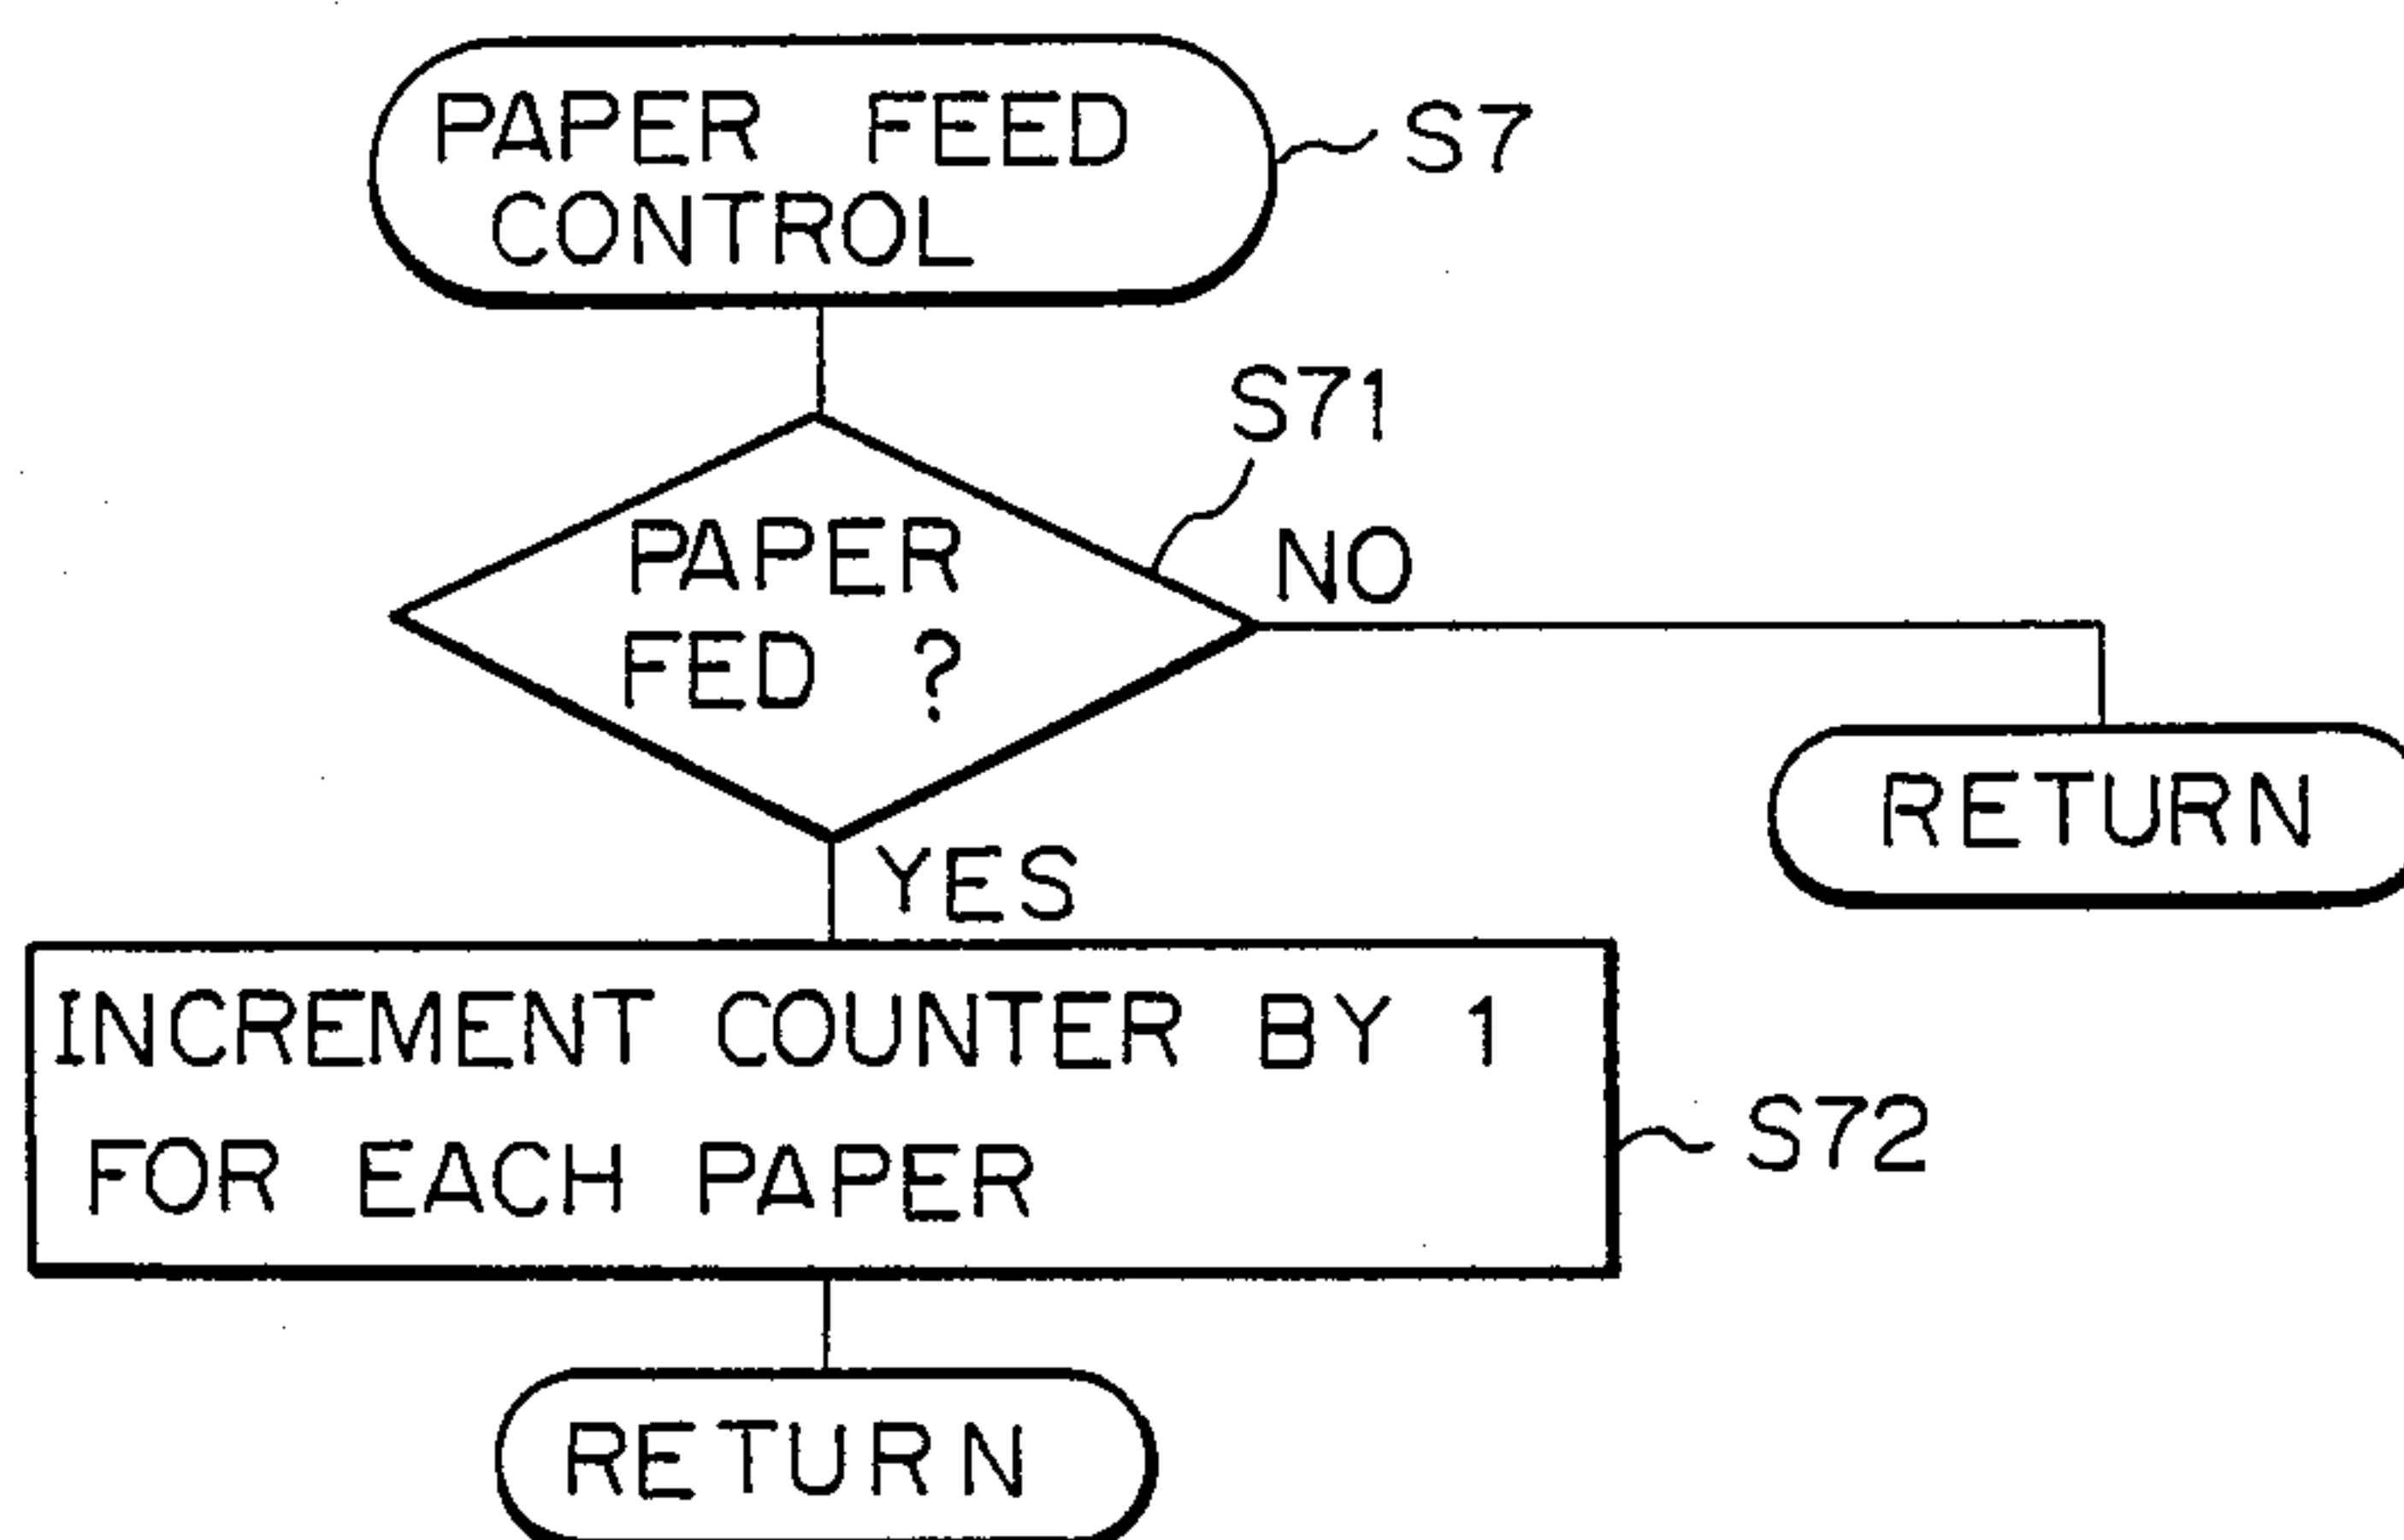 PAPER FEED
CONTROL
S7
S71
PAPER
FED ?
NO
RETURN
YES
INCREMENT COUNTER BY 1
FOR EACH PAPER
S72
RETURN